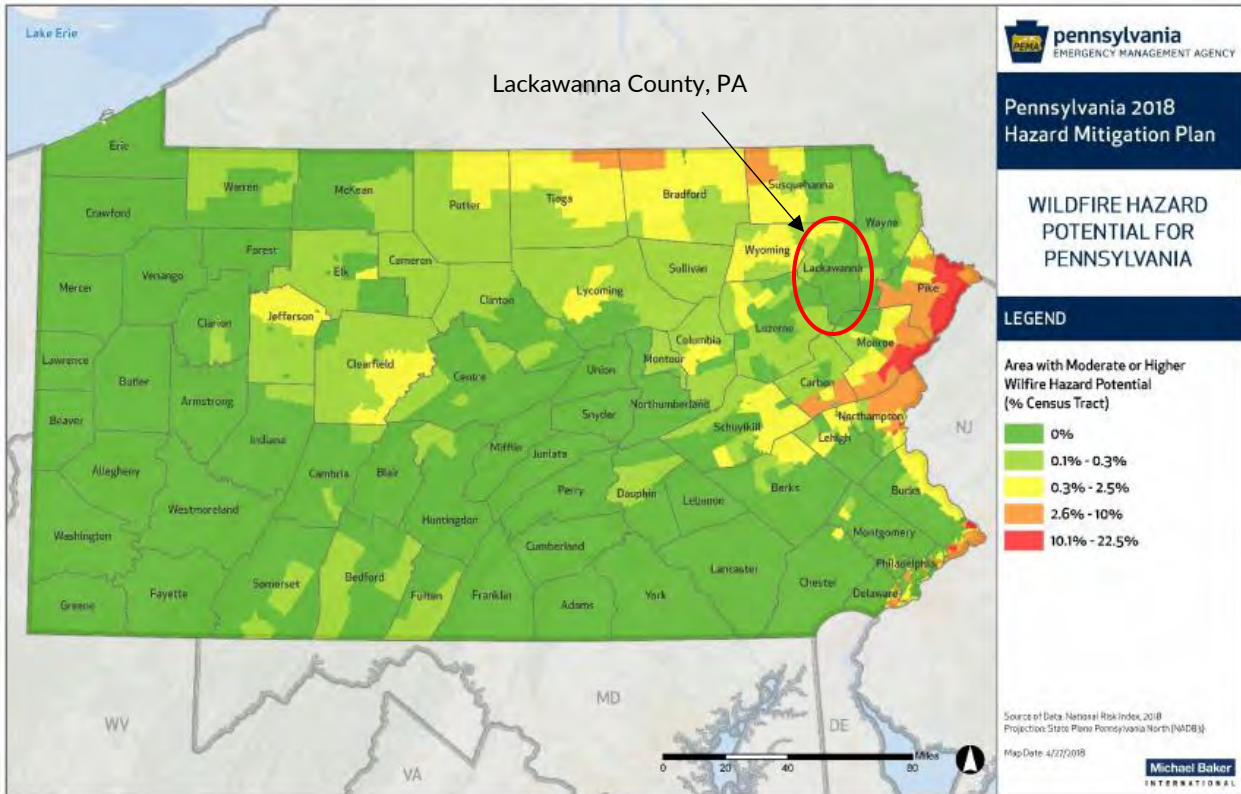 Lake Erie
Lackawanna County, PA
Erie
Warren
McKean
Potter
Tioga
Bradford
Susquehanna
Wayne
Crawford
Forest
Wyoming
Lackawanna
Venango
Elk
Cameron
Sullivan
Pike
Mercer
Clinton
Lycoming
Clarion
Jefferson
Luzerne
Monroe
Lawrence
Clearfield
Columbia
Montour
Butler
Centre
Union
Carbon
Armstrong
Northumberland
Northampton
Beaver
Snyder
Schuylkill
Lehigh
NJ
Indiana
Mifflin
Juniata
Allegheny
Cambria
Blair
Berks
Bucks
Perry
Dauphin
Lebanon
Westmoreland
Huntingdon
Montgomery
Washington
Cumberland
Lancaster
Philadelphia
Somerset
Bedford
Chester
Delaware
Greene
Fayette
Fulton
Franklin
Adams
York
MD
WV
DE
VA
Miles
0 20 40 80
PEMA
pennsylvania
EMERGENCY MANAGEMENT AGENCY
Pennsylvania 2018
Hazard Mitigation Plan
WILDFIRE HAZARD
POTENTIAL FOR
PENNSYLVANIA
LEGEND
Area with Moderate or Higher
Wilfire Hazard Potential
(% Census Tract)
0%
0.1% - 0.3%
0.3% - 2.5%
2.6% - 10%
10.1% - 22.5%
Source of Data: National Risk Index, 2018
Projection: State Plane Pennsylvania North
Map Date: 4/27/2018
Michael Baker
INTERNATIONAL